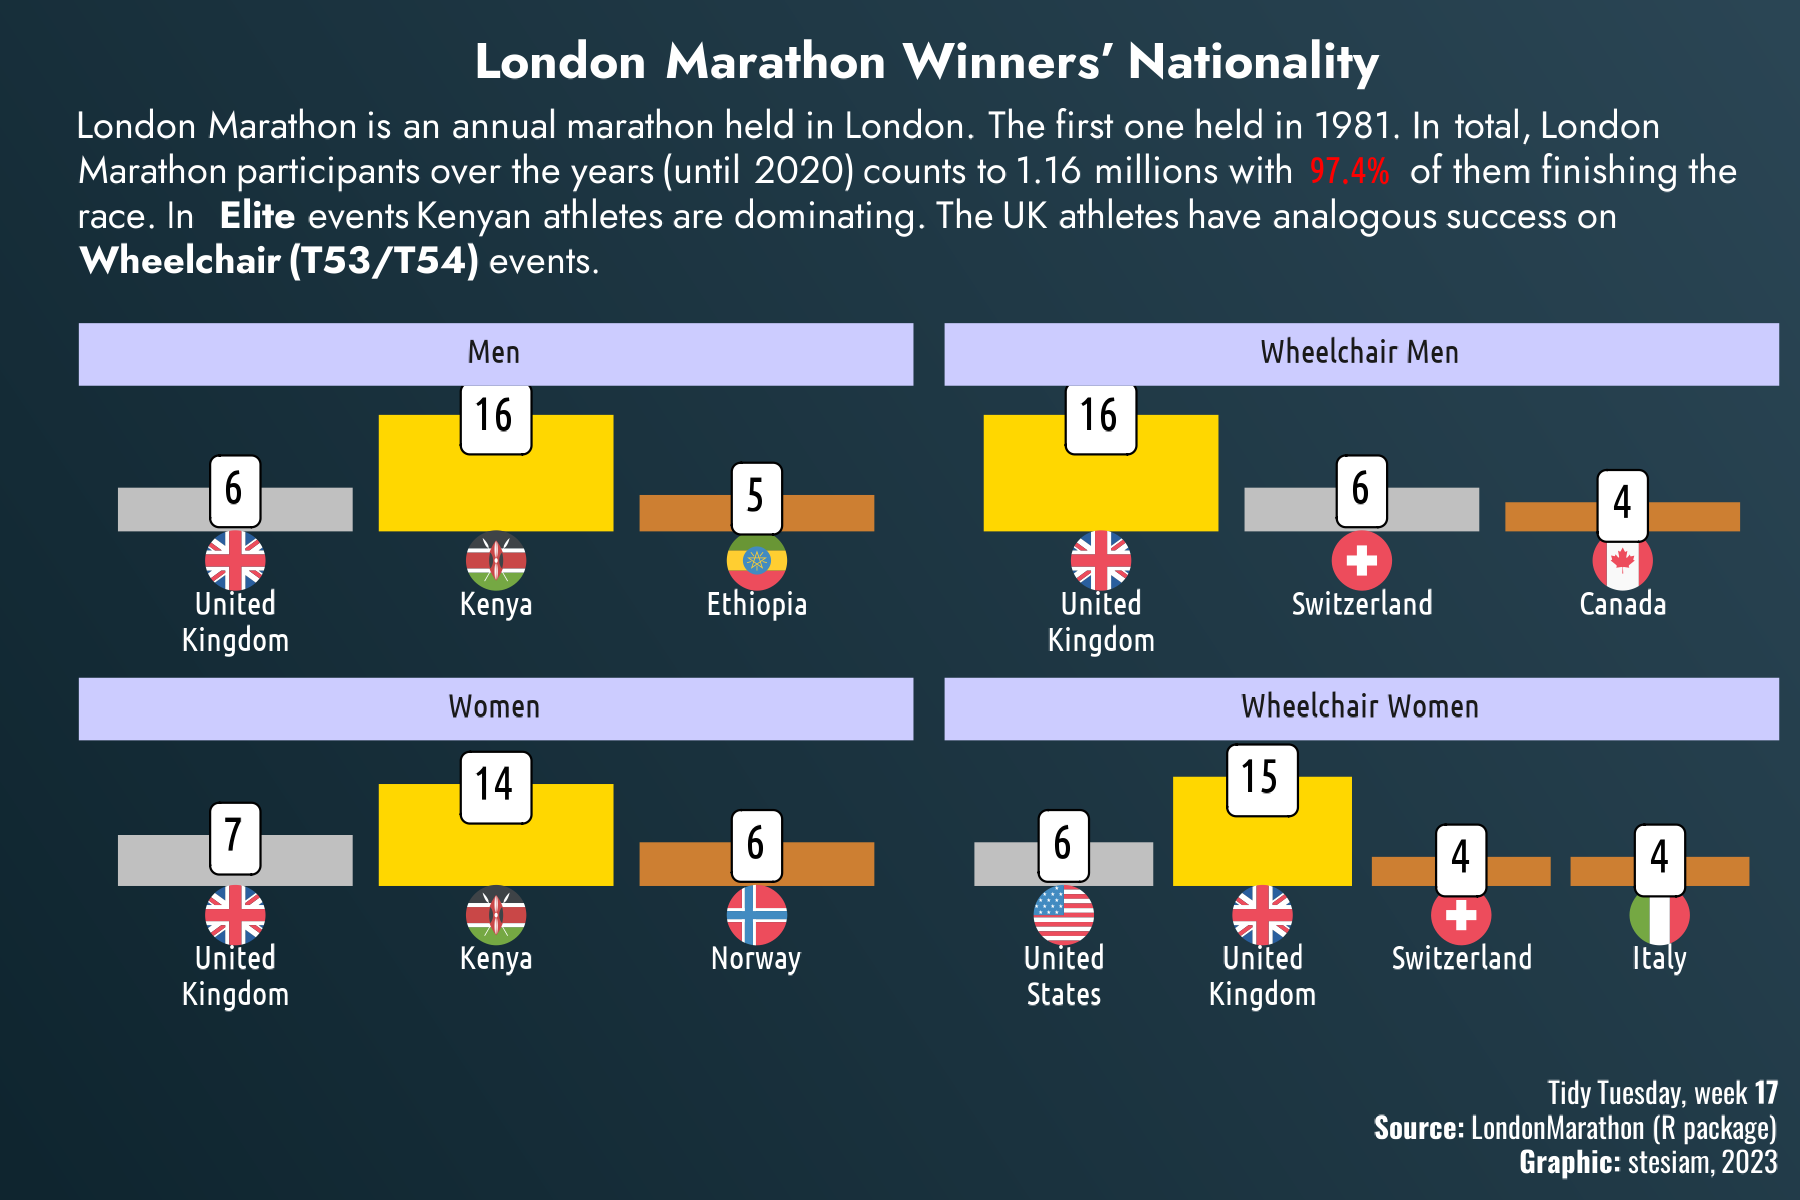 London Marathon Winners’ Nationality
London Marathon is an annual marathon held in London. The first one held in 1981. In total, London
Marathon participants over the years (until 2020) counts to 1.16 millions with 97.4% of them finishing the
race. In Elite events Kenyan athletes are dominating. The UK athletes have analogous success on
Wheelchair (T53/T54) events.
Men
6
16
5
United
Kingdom
Kenya
Ethiopia
Wheelchair Men
16
6
4
United
Kingdom
Switzerland
Canada
Women
7
14
6
United
Kingdom
Kenya
Norway
Wheelchair Women
6
15
4
4
United
States
United
Kingdom
Switzerland
Italy
Tidy Tuesday, week 17
Source: LondonMarathon (R package)
Graphic: stesiam, 2023